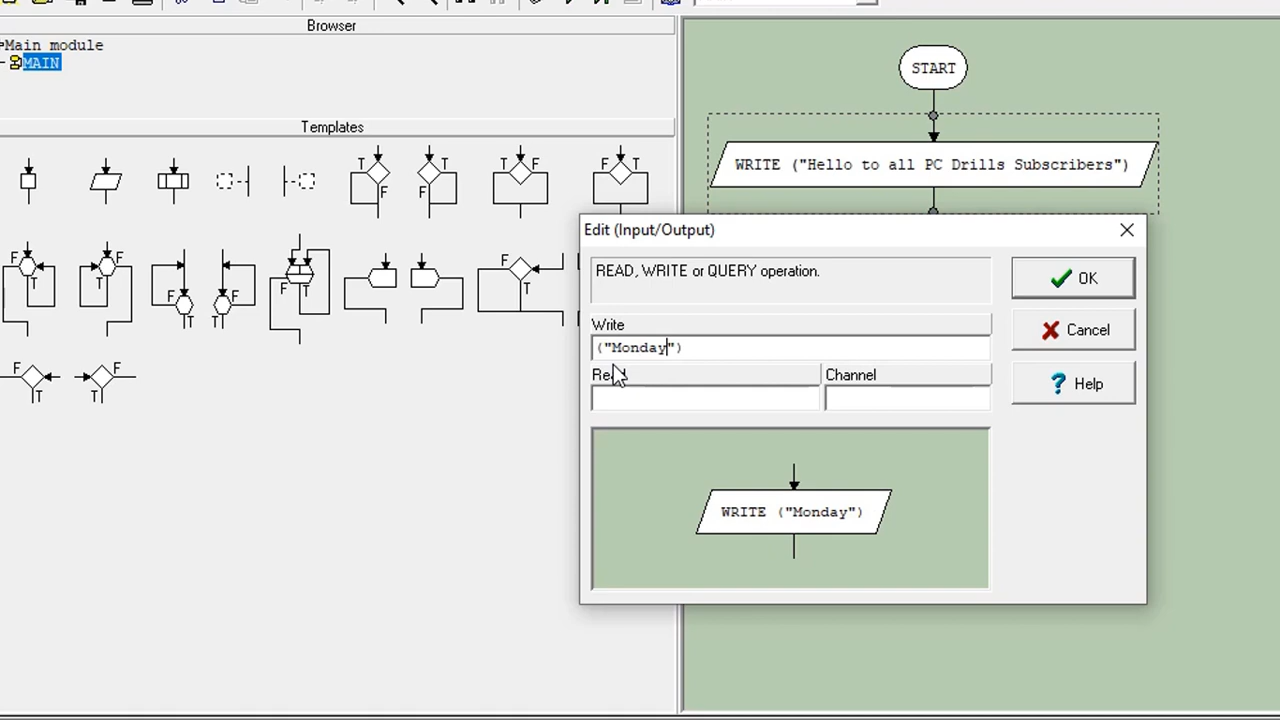 Browser
Main module
MAIN
Templates
T
T
T F
F T
F
F
F
T
F
T
F
T
F
T
F T
F
T
F
T
F
T
START
WRITE ("Hello to all PC Drills Subscribers")
Edit (Input/Output)
READ, WRITE or QUERY operation.
OK
Write
Cancel
("Monday")
Channel
Help
WRITE ("Monday")